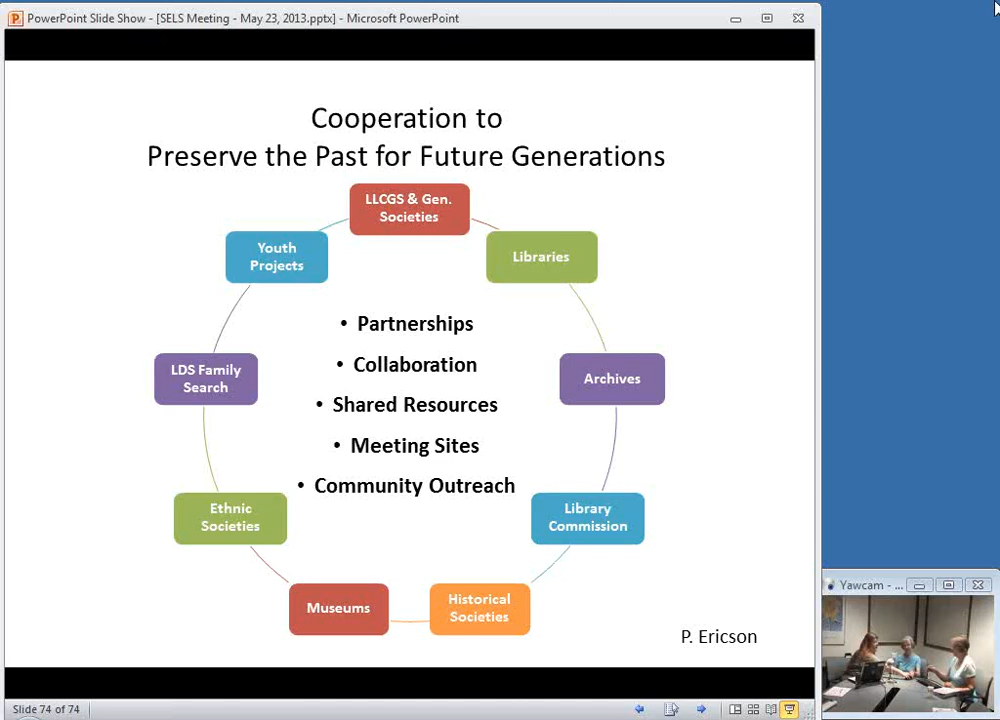 PowerPoint Slide Show - [SELS Meeting - May 23, 2013.pptx] - Microsoft PowerPoint
Cooperation to
Preserve the Past for Future Generations
LLCGS & Gen.
Societies
Youth
Projects
Libraries
• Partnerships
• Collaboration
• Shared Resources
• Meeting Sites
• Community Outreach
LDS Family
Search
Archives
Ethnic
Societies
Library
Commission
Museums
Historical
Societies
P. Ericson
Yawcam - ...
Slide 74 of 74